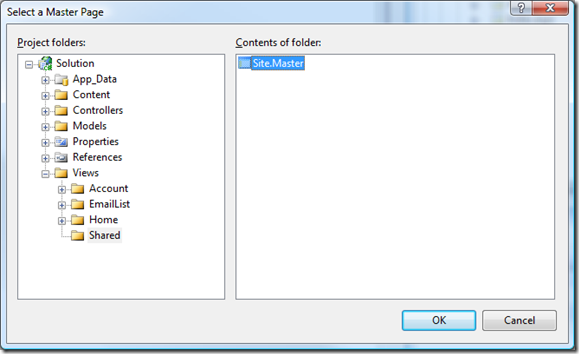 Select a Master Page
Project folders:
Contents of folder:
Solution
App_Data
Content
Controllers
Models
Properties
References
Views
Account
EmailList
Home
Shared
Site.Master
OK
Cancel